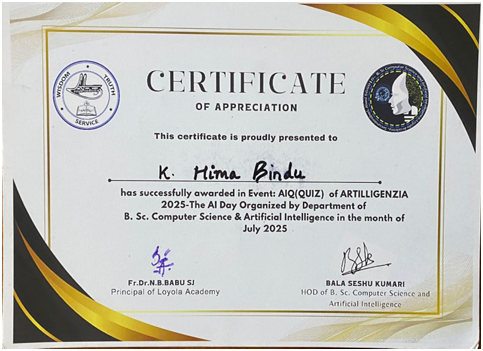 WISDOM TRUTH
SERVICE
CERTIFICATE
OF APPRECIATION
This certificate is proudly presented to
K. Hima Bindu
has successfully awarded in Event: AIQ(QUIZ) of ARTILLIGENZIA
2025-The AI Day Organized by Department of
B. Sc. Computer Science & Artificial Intelligence in the month of
July 2025
Fr.Dr.N.B.BABU SJ
Principal of Loyola Academy
BALA SESHU KUMARI
HOD of B. Sc. Computer Science and
Artificial Intelligence